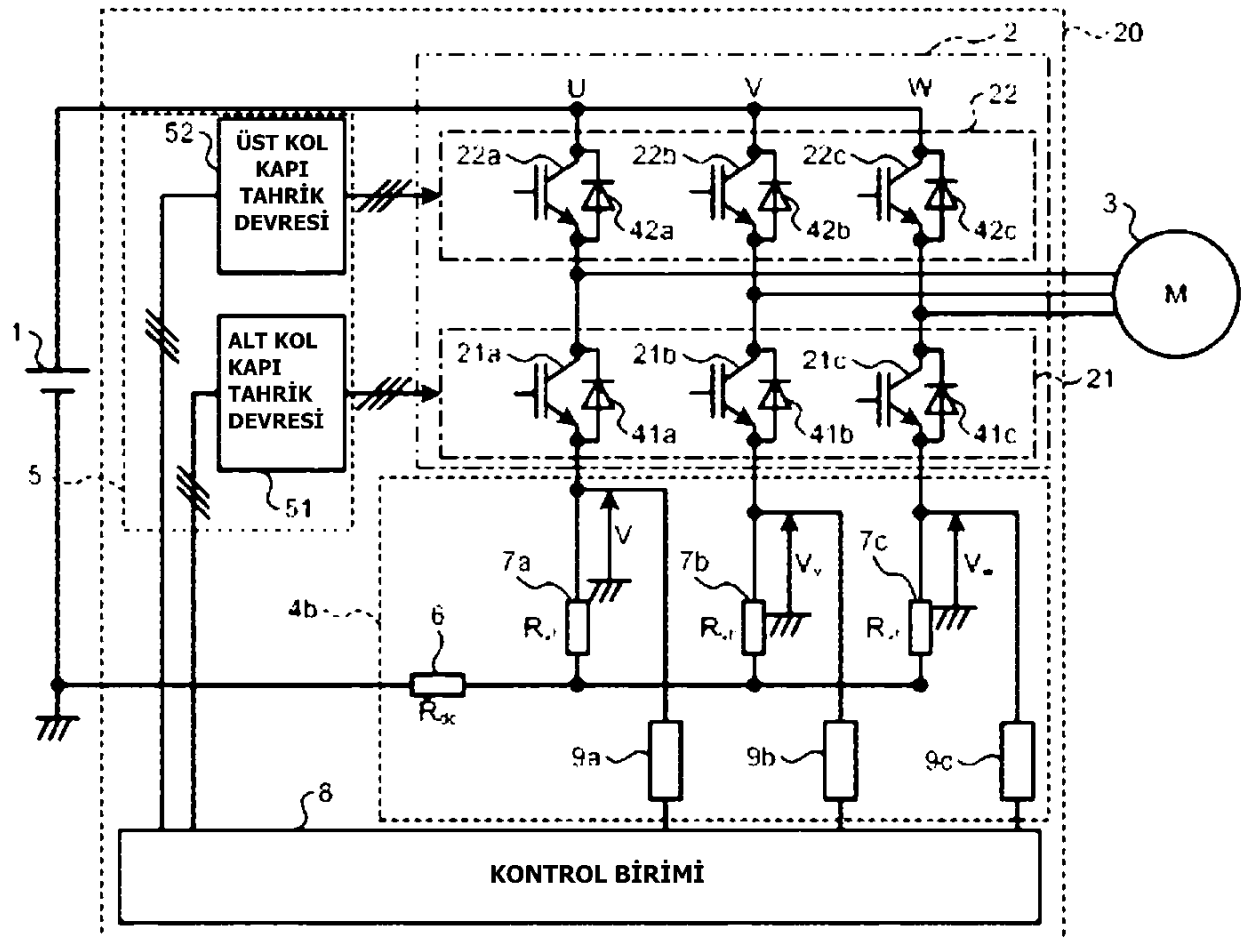 2
20
U V W
22
52
ÜST KOL
KAPI
TAHRİK
DEVRESİ
22a 22b 22c
42a 42b 42c
3
M
1
ALT KOL
KAPI
TAHRİK
DEVRESİ
21a 21b 21c
21
41a 41b 41c
5
51
V Vv
7a 7b 7c
4b
6
R R R
Rdc
9a 9b 9c
8
KONTROL BİRİMİ